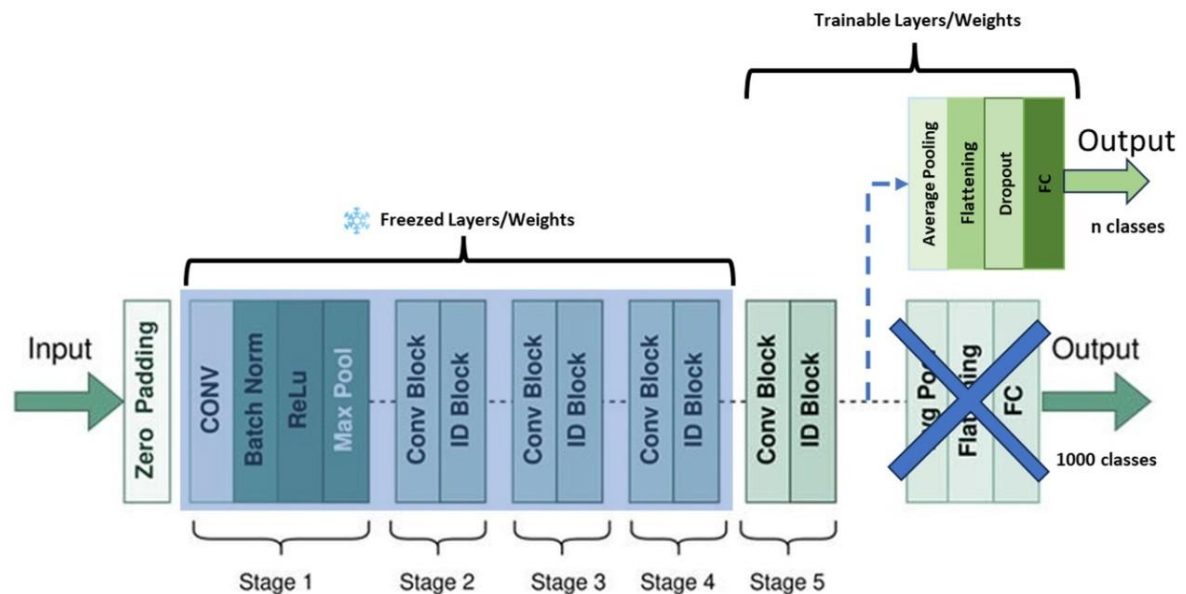 Trainable Layers/Weights
Average Pooling
Flattening
Dropout
FC
Output
n classes
Freezed Layers/Weights
Input
Zero Padding
CONV
Batch Norm
ReLu
Max Pool
Conv Block
ID Block
Conv Block
ID Block
Conv Block
ID Block
Conv Block
ID Block
FC
Output
1000 classes
Stage 1
Stage 2
Stage 3
Stage 4
Stage 5